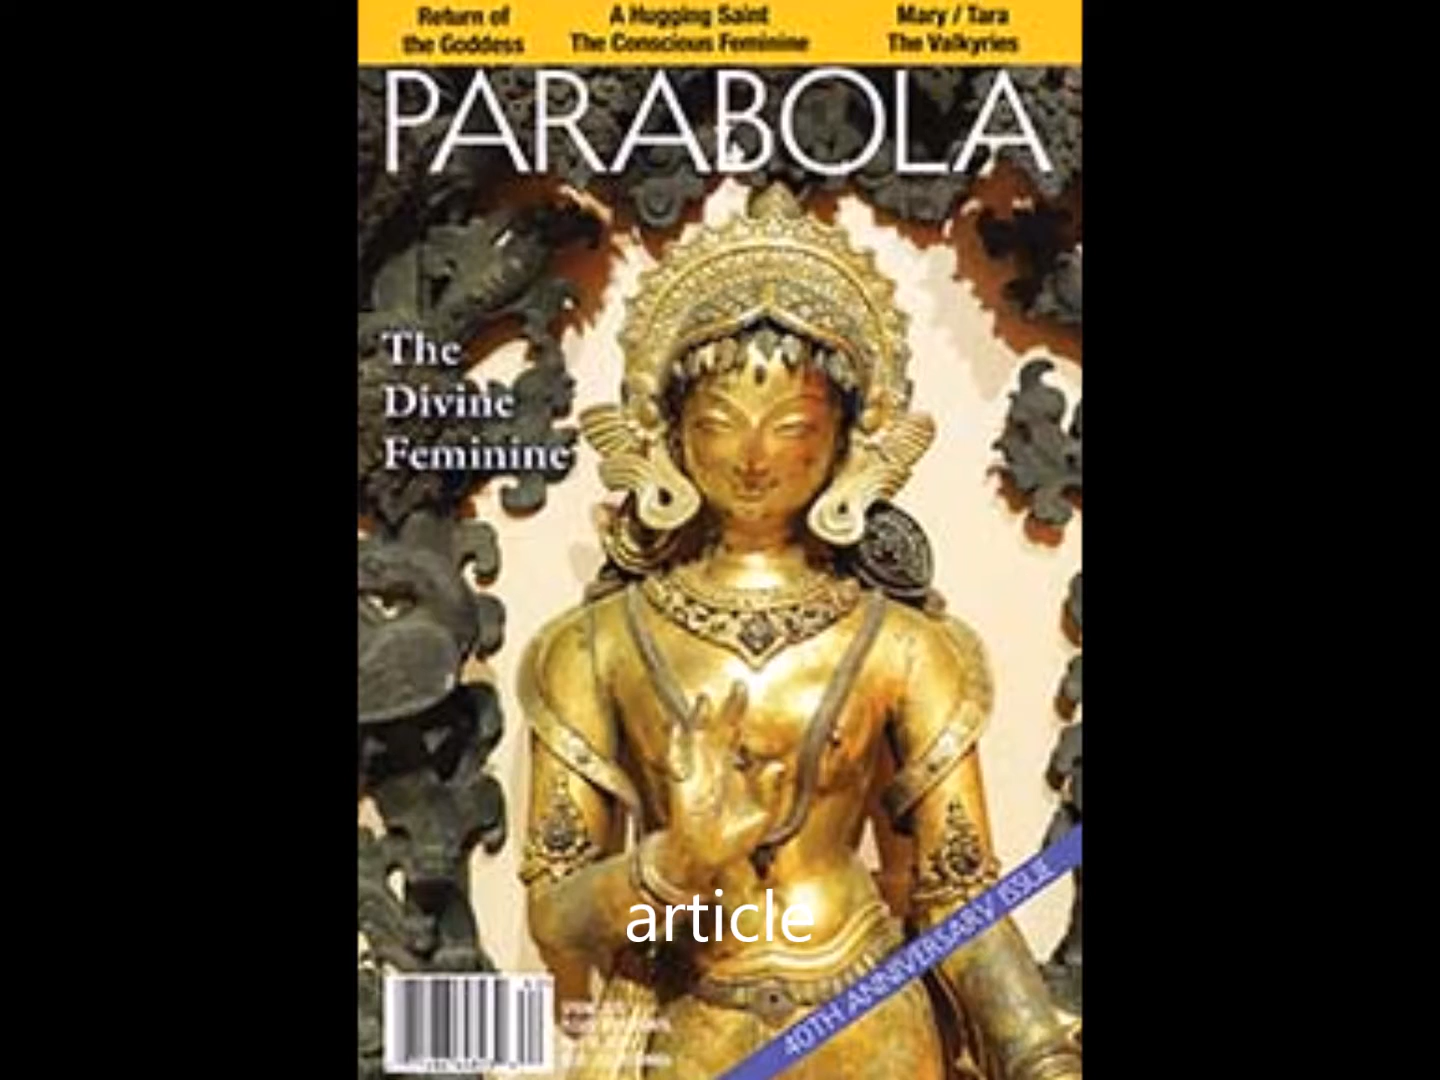 Return of
the Goddess
A Hugging Saint
The Conscious Feminine
Mary / Tara
The Valkyries
PARABOLA
The
Divine
Feminine
article
40TH ANNIVERSARY ISSUE